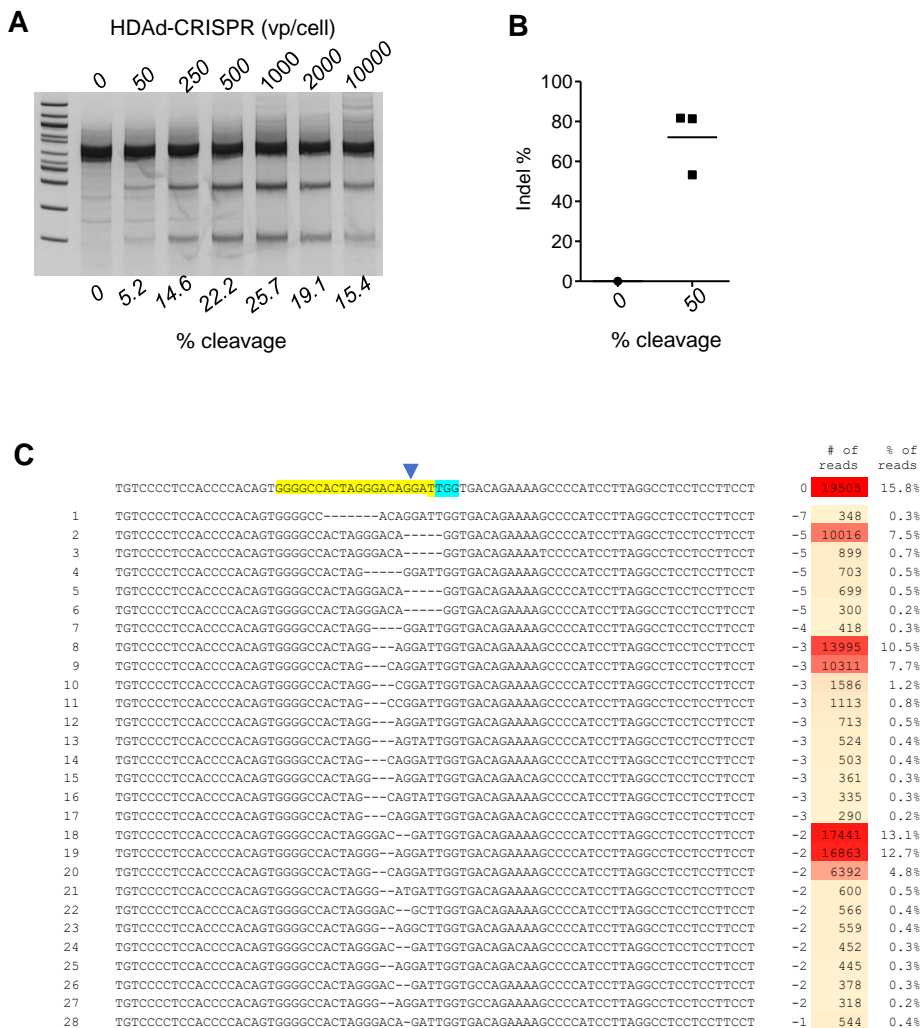 A
HDAd-CRISPR (vp/cell)
0 50 250 500 1000 2000 10000
0 5.2 14.6 22.2 25.7 19.1 15.4
% cleavage
B
Indel %
100
80
60
40
20
0
0 50
% cleavage
C
# of reads % of reads
TGTCCCCTCCACCCCACAGTGGGGCCACTAGGGACAGGATTGGTGACAGAAAAGCCCCATCCTTAGGCCTCCTCCTTCCT 0 19505 15.8%
1 TGTCCCCTCCACCCCACAGTGGGGCC-------ACAGGATTGGTGACAGAAAAGCCCCATCCTTAGGCCTCCTCCTTCCT -7 348 0.3%
2 TGTCCCCTCCACCCCACAGTGGGGCCACTAGGGACA-----GGTGACAGAAAAGCCCCATCCTTAGGCCTCCTCCTTCCT -5 10016 7.5%
3 TGTCCCCTCCACCCCACAGTGGGGCCACTAGGGACA-----GGTGACAGAAAATCCCCATCCTTAGGCCTCCTCCTTCCT -5 899 0.7%
4 TGTCCCCTCCACCCCACAGTGGGGCCACTAG-----GGATTGGTGACAGAAAAGCCCCATCCTTAGGCCTCCTCCTTCCT -5 703 0.5%
5 TGTCCCCTCCACCCCACAGTGGGGCCACTAGGGACA-----GGTGACAGAAAAGCCCCATCCTTAGGCCTCCTCCTTCCT -5 699 0.5%
6 TGTCCCCTCCACCCCACAGTGGGGCCACTAGGGACA-----GGTGACAGAAAAGCCCCATCCTTAGGCCTCCTCCTTCCT -5 300 0.2%
7 TGTCCCCTCCACCCCACAGTGGGGCCACTAGG----GGATTGGTGACAGAAAAGCCCCATCCTTAGGCCTCCTCCTTCCT -4 418 0.3%
8 TGTCCCCTCCACCCCACAGTGGGGCCACTAGG---AGGATTGGTGACAGAAAAGCCCCATCCTTAGGCCTCCTCCTTCCT -3 13995 10.5%
9 TGTCCCCTCCACCCCACAGTGGGGCCACTAG---CAGGATTGGTGACAGAAAAGCCCCATCCTTAGGCCTCCTCCTTCCT -3 10311 7.7%
10 TGTCCCCTCCACCCCACAGTGGGGCCACTAGG---CGGATTGGTGACAGAAAAGCCCCATCCTTAGGCCTCCTCCTTCCT -3 1586 1.2%
11 TGTCCCCTCCACCCCACAGTGGGGCCACTAG---CCGGATTGGTGACAGAAAAGCCCCATCCTTAGGCCTCCTCCTTCCT -3 1113 0.8%
12 TGTCCCCTCCACCCCACAGTGGGGCCACTAGG---AGGATTGGTGACAGAAAAGCCCCATCCTTAGGCCTCCTCCTTCCT -3 713 0.5%
13 TGTCCCCTCCACCCCACAGTGGGGCCACTAGG---AGTATTGGTGACAGAAAAGCCCCATCCTTAGGCCTCCTCCTTCCT -3 524 0.4%
14 TGTCCCCTCCACCCCACAGTGGGGCCACTAG---CAGGATTGGTGACAGAAAAGCCCCATCCTTAGGCCTCCTCCTTCCT -3 503 0.4%
15 TGTCCCCTCCACCCCACAGTGGGGCCACTAGG---AGGATTGGTGACAGAACAGCCCCATCCTTAGGCCTCCTCCTTCCT -3 361 0.3%
16 TGTCCCCTCCACCCCACAGTGGGGCCACTAG---CAGTATTGGTGACAGAAAAGCCCCATCCTTAGGCCTCCTCCTTCCT -3 335 0.3%
17 TGTCCCCTCCACCCCACAGTGGGGCCACTAG---CAGGATTGGTGACAGAACAGCCCCATCCTTAGGCCTCCTCCTTCCT -3 290 0.2%
18 TGTCCCCTCCACCCCACAGTGGGGCCACTAGGGAC--GATTGGTGACAGAAAAGCCCCATCCTTAGGCCTCCTCCTTCCT -2 17441 13.1%
19 TGTCCCCTCCACCCCACAGTGGGGCCACTAGGG--AGGATTGGTGACAGAAAAGCCCCATCCTTAGGCCTCCTCCTTCCT -2 16863 12.7%
20 TGTCCCCTCCACCCCACAGTGGGGCCACTAGG--CAGGATTGGTGACAGAAAAGCCCCATCCTTAGGCCTCCTCCTTCCT -2 6392 4.8%
21 TGTCCCCTCCACCCCACAGTGGGGCCACTAGGG--ATGATTGGTGACAGAAAAGCCCCATCCTTAGGCCTCCTCCTTCCT -2 600 0.5%
22 TGTCCCCTCCACCCCACAGTGGGGCCACTAGGGAC--GCTTGGTGACAGAAAAGCCCCATCCTTAGGCCTCCTCCTTCCT -2 566 0.4%
23 TGTCCCCTCCACCCCACAGTGGGGCCACTAGGG--AGGCTTGGTGACAGAAAAGCCCCATCCTTAGGCCTCCTCCTTCCT -2 559 0.4%
24 TGTCCCCTCCACCCCACAGTGGGGCCACTAGGGAC--GATTGGTGACAGACAAGCCCCATCCTTAGGCCTCCTCCTTCCT -2 452 0.3%
25 TGTCCCCTCCACCCCACAGTGGGGCCACTAGGG--AGGATTGGTGACAGACAAGCCCCATCCTTAGGCCTCCTCCTTCCT -2 445 0.3%
26 TGTCCCCTCCACCCCACAGTGGGGCCACTAGGGAC--GATTGGTGCCAGAAAAGCCCCATCCTTAGGCCTCCTCCTTCCT -2 378 0.3%
27 TGTCCCCTCCACCCCACAGTGGGGCCACTAGGG--AGGATTGGTGCCAGAAAAGCCCCATCCTTAGGCCTCCTCCTTCCT -2 318 0.2%
28 TGTCCCCTCCACCCCACAGTGGGGCCACTAGGGACA-GATTGGTGACAGAAAAGCCCCATCCTTAGGCCTCCTCCTTCCT -1 544 0.4%